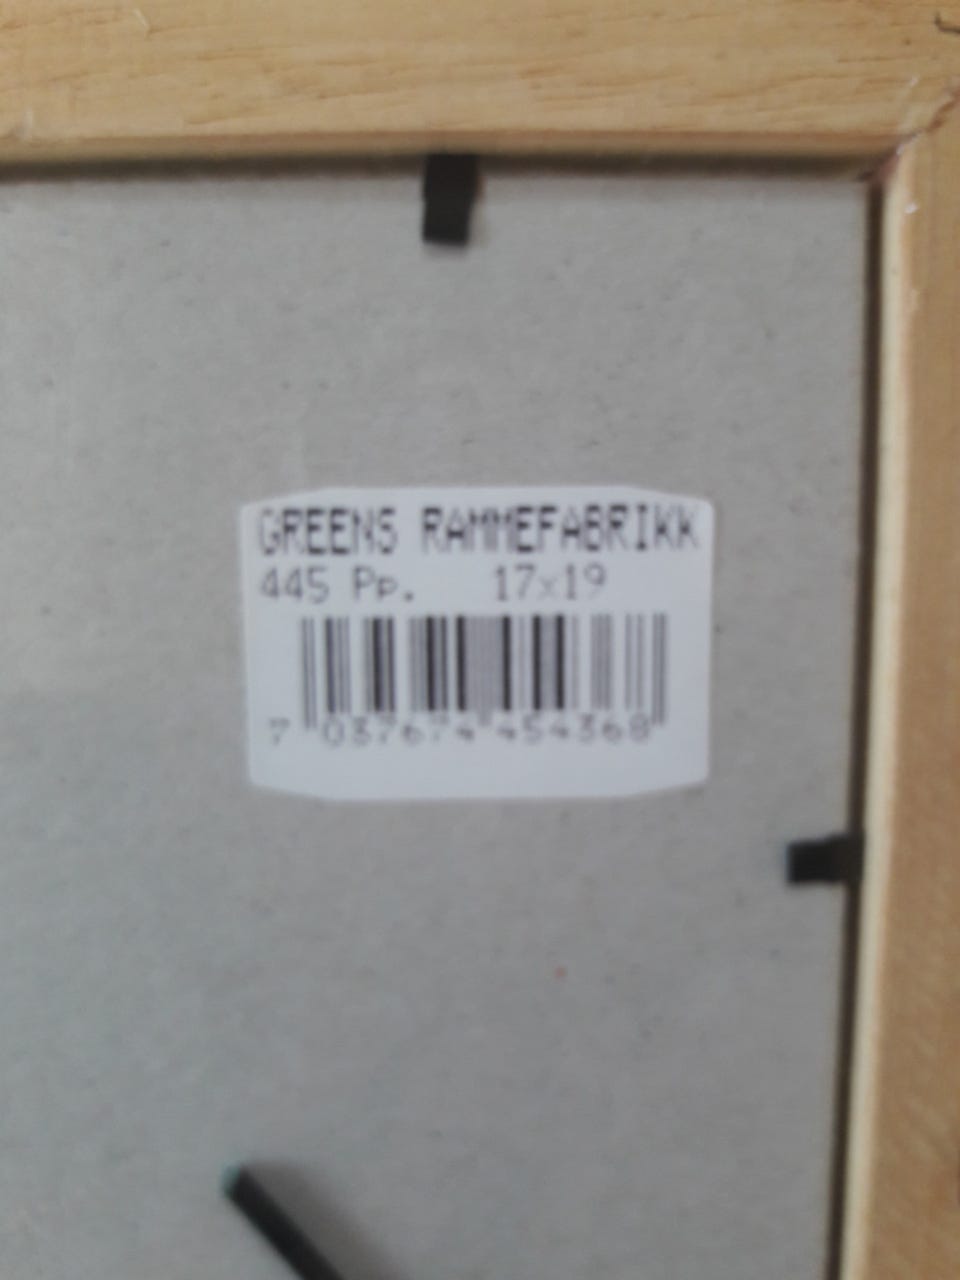 GREENS RAMMEFABRIKK
445 Pp. 17x19
7 037674 454368